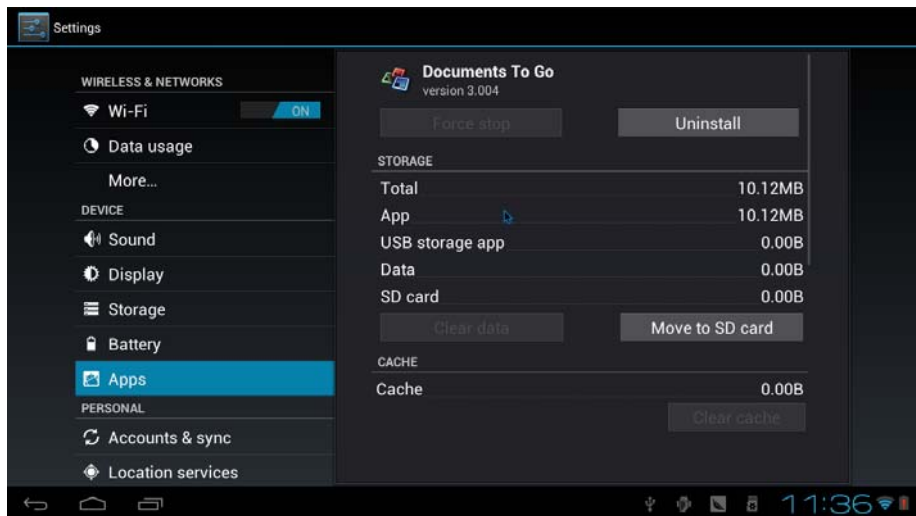 Settings
WIRELESS & NETWORKS
Wi-Fi ON
Data usage
More...
DEVICE
Sound
Display
Storage
Battery
Apps
PERSONAL
Accounts & sync
Location services
Documents To Go
version 3.004
Force stop Uninstall
STORAGE
Total 10.12MB
App 10.12MB
USB storage app 0.00B
Data 0.00B
SD card 0.00B
Clear data Move to SD card
CACHE
Cache 0.00B
Clear cache
11:36